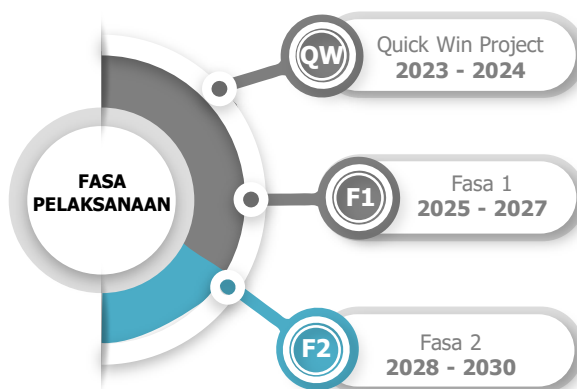 QW
Quick Win Project
2023 - 2024
FASA
PELAKSANAAN
F1
Fasa 1
2025 - 2027
F2
Fasa 2
2028 - 2030